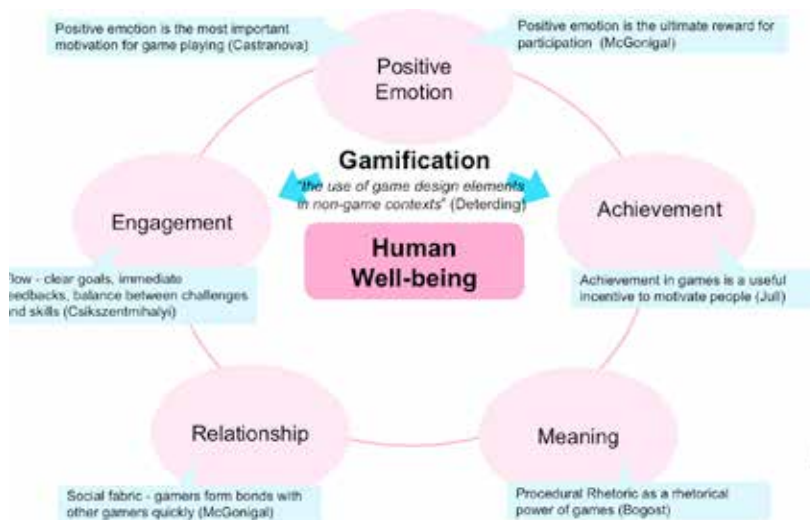 Positive emotion is the most important
motivation for game playing (Castranova)
Positive emotion is the ultimate reward for
participation (McGonigal)
Positive
Emotion
Gamification
"the use of game design elements
in non-game contexts" (Deterding)
Engagement
Achievement
Human
Well-being
low - clear goals, immediate
eedbacks, balance between challenges
nd skills (Csikszentmihalyi)
Achievement in games is a useful
incentive to motivate people (Jull)
Relationship
Meaning
Social fabric - gamers form bonds with
other gamers quickly (McGonigal)
Procedural Rhetoric as a rhetorical
power of games (Bogost)